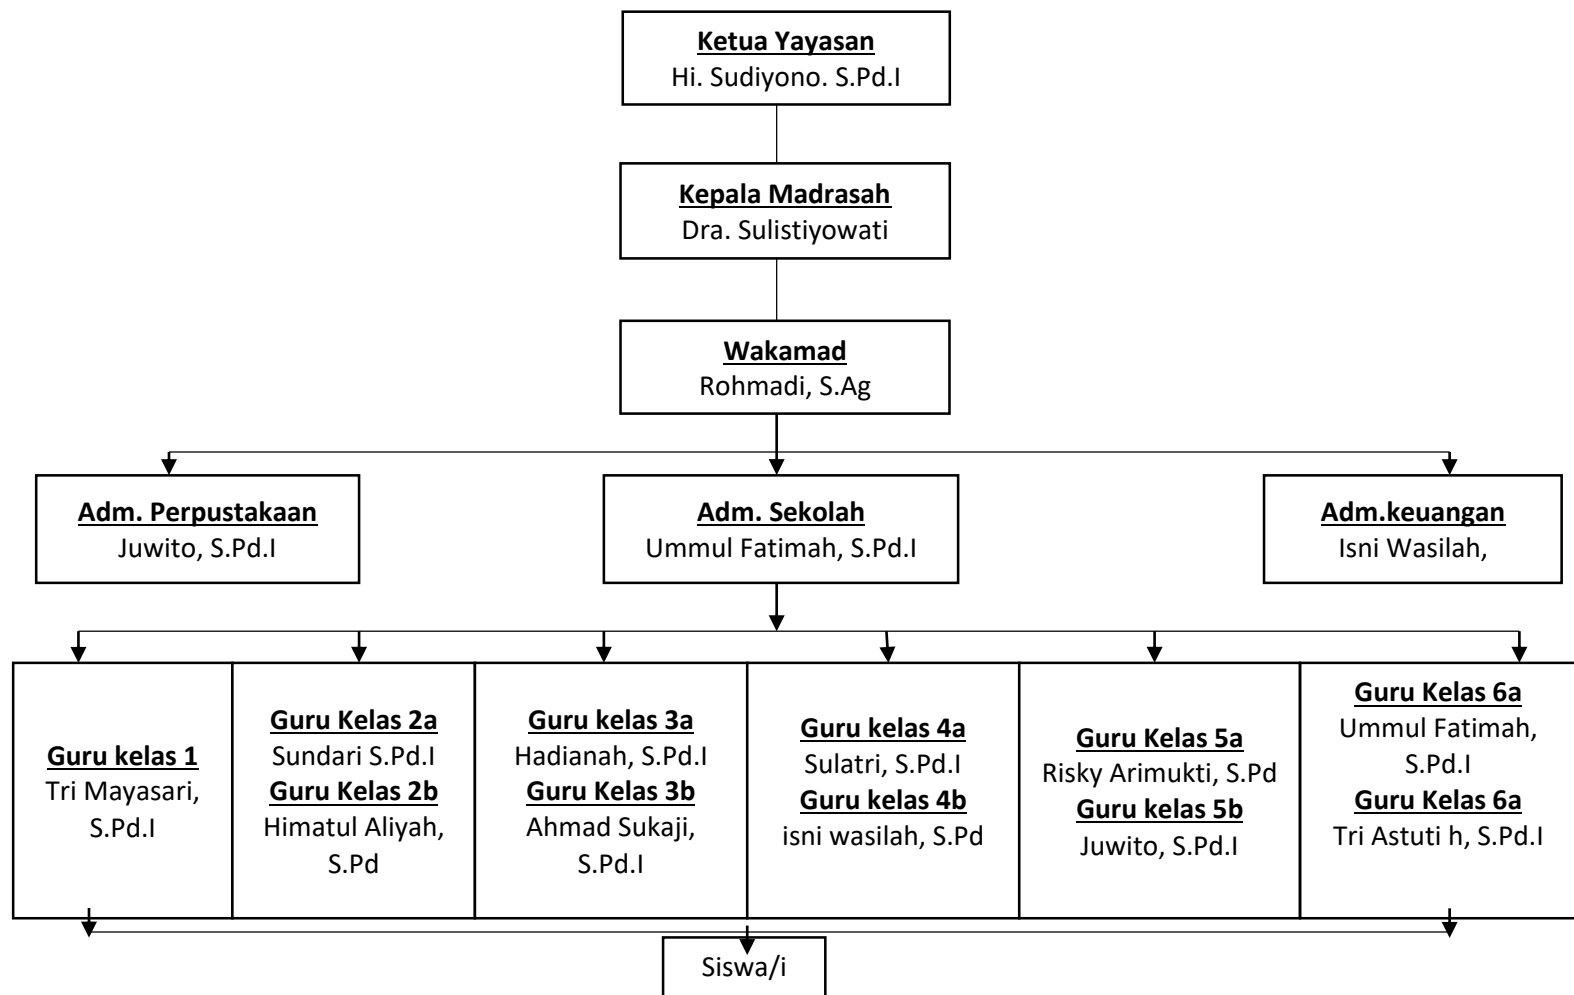 Ketua Yayasan
Hi. Sudiyono. S.Pd.I
Kepala Madrasah
Dra. Sulistiyowati
Wakamad
Rohmadi, S.Ag
Adm. Perpustakaan
Juwito, S.Pd.I
Adm. Sekolah
Ummul Fatimah, S.Pd.I
Adm.keuangan
Isni Wasilah,
Guru kelas 1
Tri Mayasari,
S.Pd.I
Guru Kelas 2a
Sundari S.Pd.I
Guru Kelas 2b
Himatul Aliyah,
S.Pd
Guru kelas 3a
Hadianah, S.Pd.I
Guru Kelas 3b
Ahmad Sukaji,
S.Pd.I
Guru kelas 4a
Sulatri, S.Pd.I
Guru kelas 4b
isni wasilah, S.Pd
Guru Kelas 5a
Risky Arimukti, S.Pd
Guru kelas 5b
Juwito, S.Pd.I
Guru Kelas 6a
Ummul Fatimah,
S.Pd.I
Guru Kelas 6a
Tri Astuti h, S.Pd.I
Siswa/i